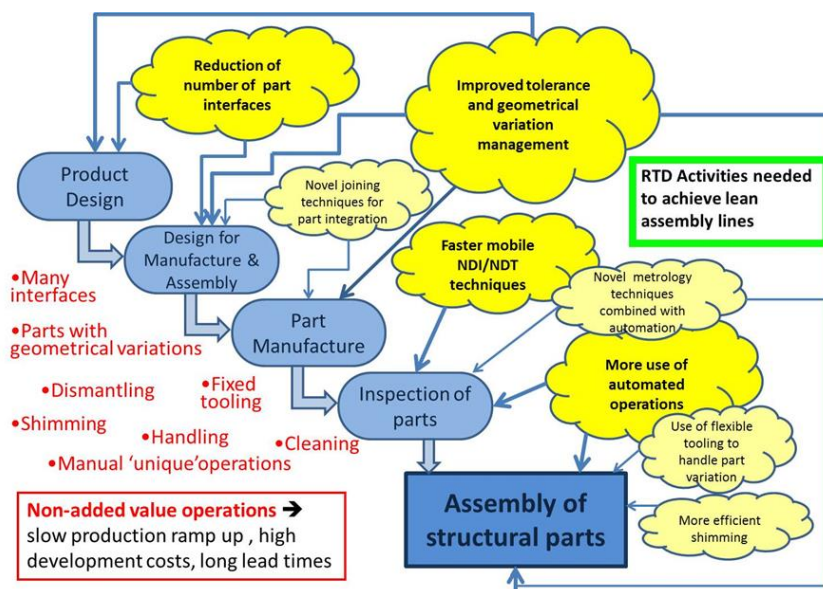 Reduction of
number of part
interfaces
Improved tolerance
and geometrical
variation
management
Product
Design
Novel joining
techniques for
part integration
RTD Activities needed
to achieve lean
assembly lines
Design for
Manufacture &
Assembly
Faster mobile
NDI/NDT
techniques
•Many
interfaces
Novel metrology
techniques
combined with
automation
•Parts with
geometrical variations
Part
Manufacture
More use of
automated
operations
•Dismantling
•Fixed
tooling
Inspection of
parts
•Shimming
•Handling
•Cleaning
•Manual ‘unique’operations
Use of flexible
tooling to
handle part
variation
Assembly of
structural parts
More efficient
shimming
Non-added value operations ➔
slow production ramp up , high
development costs, long lead times